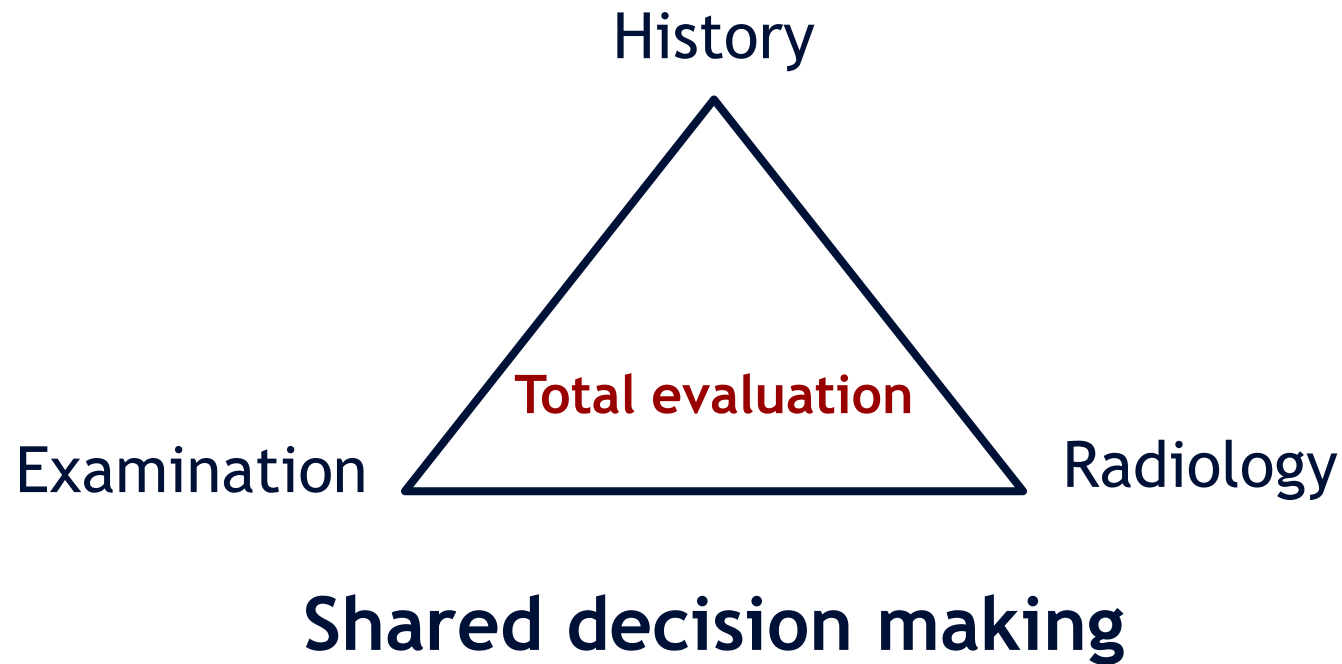 History
Total evaluation
Examination
Radiology
Shared decision making